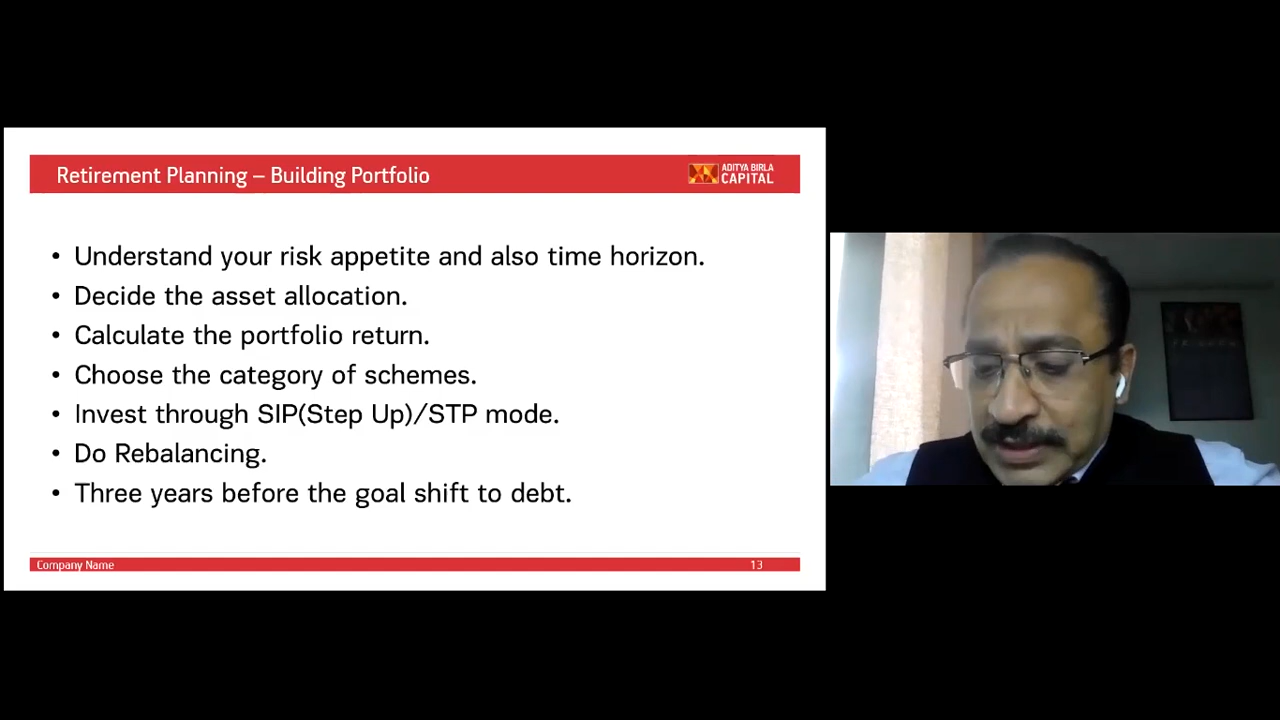 Retirement Planning – Building Portfolio
ADITYA BIRLA
CAPITAL
• Understand your risk appetite and also time horizon.
• Decide the asset allocation.
• Calculate the portfolio return.
• Choose the category of schemes.
• Invest through SIP(Step Up)/STP mode.
• Do Rebalancing.
• Three years before the goal shift to debt.
Company Name
13